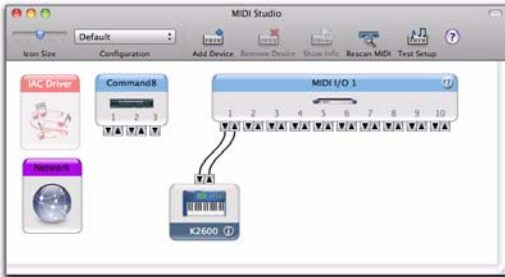 MIDI Studio
Default
Icon Size
Configuration
Add Device
Remove Device
Show Info
Rescan MIDI
Test Setup
?
IAC Driver
Command8
1 2 3
MIDI I/O 1
1 2 3 4 5 6 7 8 9 10
Network
K2600